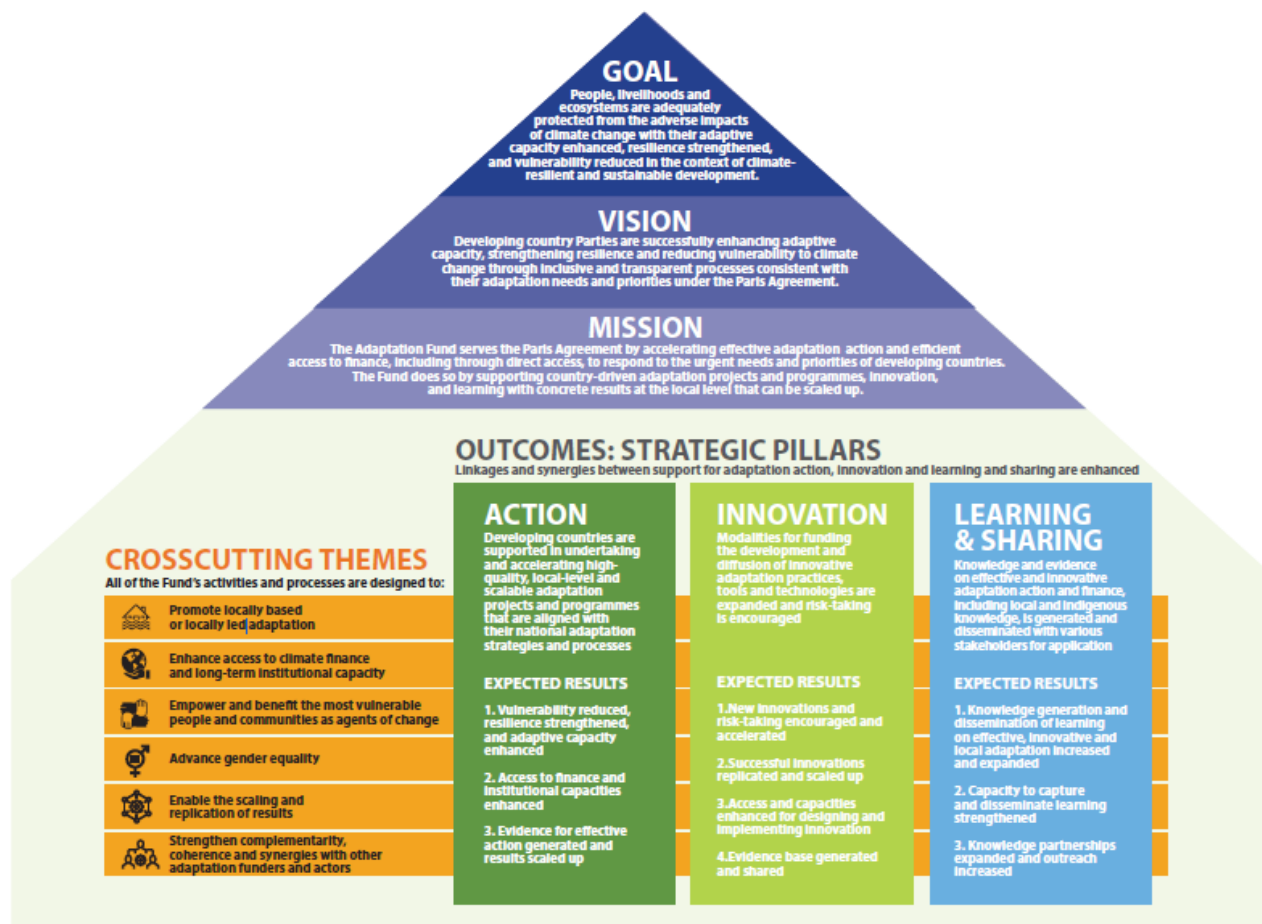 GOAL
People, livelihoods and
ecosystems are adequately
protected from the adverse impacts
of climate change with their adaptive
capacity enhanced, resilience strengthened,
and vulnerability reduced in the context of climate-
resilient and sustainable development.
VISION
Developing country Parties are successfully enhancing adaptive
capacity, strengthening resilience and reducing vulnerability to climate
change through inclusive and transparent processes consistent with
their adaptation needs and priorities under the Paris Agreement.
MISSION
The Adaptation Fund serves the Paris Agreement by accelerating effective adaptation action and efficient
access to finance, including through direct access, to respond to the urgent needs and priorities of developing countries.
The Fund does so by supporting country-driven adaptation projects and programmes, innovation,
and learning with concrete results at the local level that can be scaled up.
OUTCOMES: STRATEGIC PILLARS
Linkages and synergies between support for adaptation action, innovation and learning and sharing are enhanced
CROSSCUTTING THEMES
All of the Fund's activities and processes are designed to:
Promote locally based
or locally led adaptation
Enhance access to climate finance
and long-term institutional capacity
Empower and benefit the most vulnerable
people and communities as agents of change
Advance gender equality
Enable the scaling and
replication of results
Strengthen complementarity,
coherence and synergies with other
adaptation funders and actors
ACTION
Developing countries are
supported in undertaking
and accelerating high-
quality, local-level and
scalable adaptation
projects and programmes
that are aligned with
their national adaptation
strategies and processes
EXPECTED RESULTS
1. Vulnerability reduced,
resilience strengthened,
and adaptive capacity
enhanced
2. Access to finance and
institutional capacities
enhanced
3. Evidence for effective
action generated and
results scaled up
INNOVATION
Modalities for funding
the development and
diffusion of innovative
adaptation practices,
tools and technologies are
expanded and risk-taking
is encouraged
EXPECTED RESULTS
1.New innovations and
risk-taking encouraged and
accelerated
2.Successful innovations
replicated and scaled up
3.Access and capacities
enhanced for designing and
implementing innovation
4.Evidence base generated
and shared
LEARNING
& SHARING
Knowledge and evidence
on effective and innovative
adaptation action and finance,
including local and indigenous
knowledge, is generated and
disseminated with various
stakeholders for application
EXPECTED RESULTS
1. Knowledge generation and
dissemination of learning
on effective, innovative and
local adaptation increased
and expanded
2. Capacity to capture
and disseminate learning
strengthened
3. Knowledge partnerships
expanded and outreach
increased